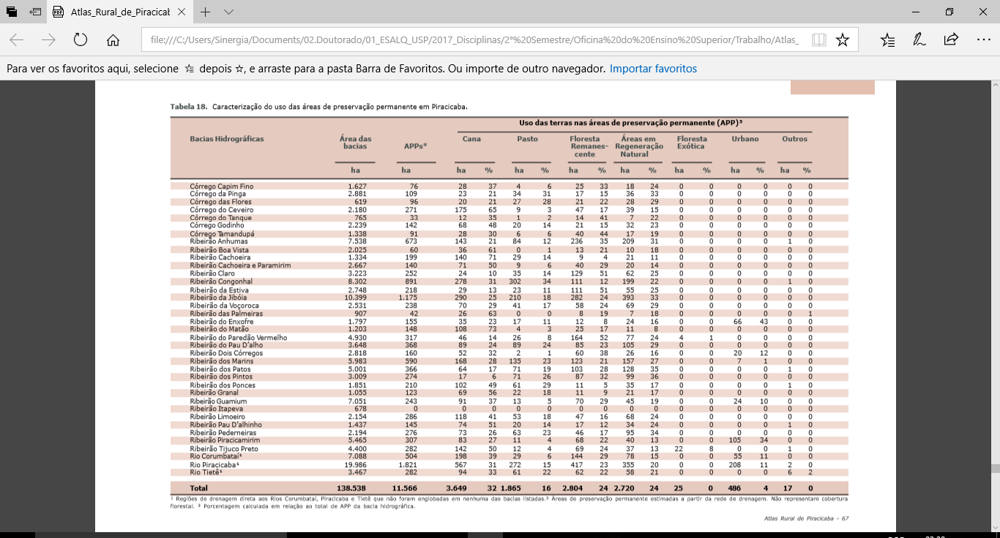 Atlas_Rural_de_Piracicab
file:///C:/Users/Sinergia/Documents/02.Doutorado/01_ESALQ_USP/2017_Disciplinas/2º%20Semestre/Oficina%20do%20Ensino%20Superior/Trabalho/Atlas_
Para ver os favoritos aqui, selecione depois ☆, e arraste para a pasta Barra de Favoritos. Ou importe de outro navegador. Importar favoritos
Tabela 18. Caracterização do uso das áreas de preservação permanente em Piracicaba.
Uso das terras nas áreas de preservação permanente (APP)³
Bacias Hidrográficas Área das bacias APPs* Cana Pasto Floresta Remanes-cente Áreas em Regeneração Natural Floresta Exótica Urbano Outros
ha ha ha % ha % ha % ha % ha % ha % ha %
Córrego Capim Fino 1.627 76 28 37 4 6 25 33 18 24 0 0 0 0 0 0
Córrego da Pinga 2.881 109 23 21 34 31 17 15 36 33 0 0 0 0 0 0
Córrego das Flores 619 96 20 21 27 28 21 22 28 29 0 0 0 0 0 0
Córrego do Ceveiro 2.180 271 175 65 9 3 47 17 39 15 0 0 0 0 0 0
Córrego do Tanque 765 33 12 35 1 2 14 41 7 22 0 0 0 0 0 0
Córrego Godinho 2.239 142 68 48 20 14 21 15 32 23 0 0 0 0 0 0
Córrego Tamandupá 1.338 91 28 30 6 6 40 44 17 19 0 0 0 0 0 0
Ribeirão Anhumas 7.538 673 143 21 84 12 236 35 209 31 0 0 0 0 1 0
Ribeirão Boa Vista 2.025 60 36 61 0 1 13 21 10 18 0 0 0 0 0 0
Ribeirão Cachoeira 1.334 199 140 71 29 14 9 4 21 11 0 0 0 0 0 0
Ribeirão Cachoeira e Paramirim 2.667 140 71 50 9 6 40 29 20 14 0 0 0 0 0 0
Ribeirão Claro 3.223 252 24 10 35 14 129 51 62 25 0 0 0 0 0 0
Ribeirão Congonhal 8.302 891 278 31 302 34 111 12 199 22 0 0 0 0 1 0
Ribeirão da Estiva 2.748 218 29 13 23 11 111 51 55 25 0 0 0 0 0 0
Ribeirão da Jibóia 10.399 1.175 290 25 210 18 282 24 393 33 0 0 0 0 0 0
Ribeirão da Voçoroca 2.531 238 70 29 41 17 58 24 69 29 0 0 0 0 0 0
Ribeirão das Palmeiras 907 42 26 63 0 0 8 19 7 18 0 0 0 0 0 1
Ribeirão do Enxofre 1.797 155 35 23 17 11 12 8 24 16 0 0 66 43 0 0
Ribeirão do Matão 1.203 148 108 73 4 3 25 17 11 8 0 0 0 0 0 0
Ribeirão do Paredão Vermelho 4.930 317 46 14 26 8 164 52 77 24 4 1 0 0 0 0
Ribeirão do Pau D'alho 3.648 368 89 24 89 24 85 23 105 29 0 0 0 0 0 0
Ribeirão Dois Córregos 2.818 160 52 32 2 1 60 38 26 16 0 0 20 12 0 0
Ribeirão dos Marins 5.983 590 168 28 135 23 123 21 157 27 0 0 7 1 0 0
Ribeirão dos Patos 5.001 366 64 17 71 19 103 28 128 35 0 0 0 0 1 0
Ribeirão dos Pintos 3.009 274 17 6 71 26 87 32 99 36 0 0 0 0 0 0
Ribeirão dos Ponces 1.851 210 102 49 61 29 11 5 35 17 0 0 0 0 1 0
Ribeirão Granal 1.055 123 69 56 22 18 11 9 21 17 0 0 0 0 0 0
Ribeirão Guamium 7.051 243 91 37 13 5 70 29 45 19 0 0 24 10 0 0
Ribeirão Itapeva 678 0 0 0 0 0 0 0 0 0 0 0 0 0 0 0
Ribeirão Limoeiro 2.154 286 118 41 53 18 47 16 68 24 0 0 0 0 0 0
Ribeirão Pau D'alhinho 1.437 145 74 51 20 14 17 12 34 24 0 0 0 0 1 0
Ribeirão Pederneiras 2.194 276 73 26 63 23 46 17 95 34 0 0 0 0 0 0
Ribeirão Piracicamirim 5.465 307 83 27 11 4 68 22 40 13 0 0 105 34 0 0
Ribeirão Tijuco Preto 4.400 282 142 50 12 4 69 24 37 13 22 8 0 0 1 0
Rio Corumbataí¹ 7.088 504 198 39 29 6 144 29 78 15 0 0 55 11 0 0
Rio Piracicaba¹ 19.986 1.821 567 31 272 15 417 23 355 20 0 0 208 11 2 0
Rio Tietê¹ 3.467 282 94 33 61 22 62 22 58 21 0 0 0 0 6 2
Total 138.538 11.566 3.649 32 1.865 16 2.804 24 2.720 24 25 0 486 4 17 0
¹ Regiões de drenagem direta aos Rios Corumbataí, Piracicaba e Tietê que não foram englobadas em nenhuma das bacias listadas.² Áreas de preservação permanente estimadas a partir da rede de drenagem. Não representam cobertura
florestal. ³ Porcentagem calculada em relação ao total de APP da bacia hidrográfica.
Atlas Rural de Piracicaba - 67